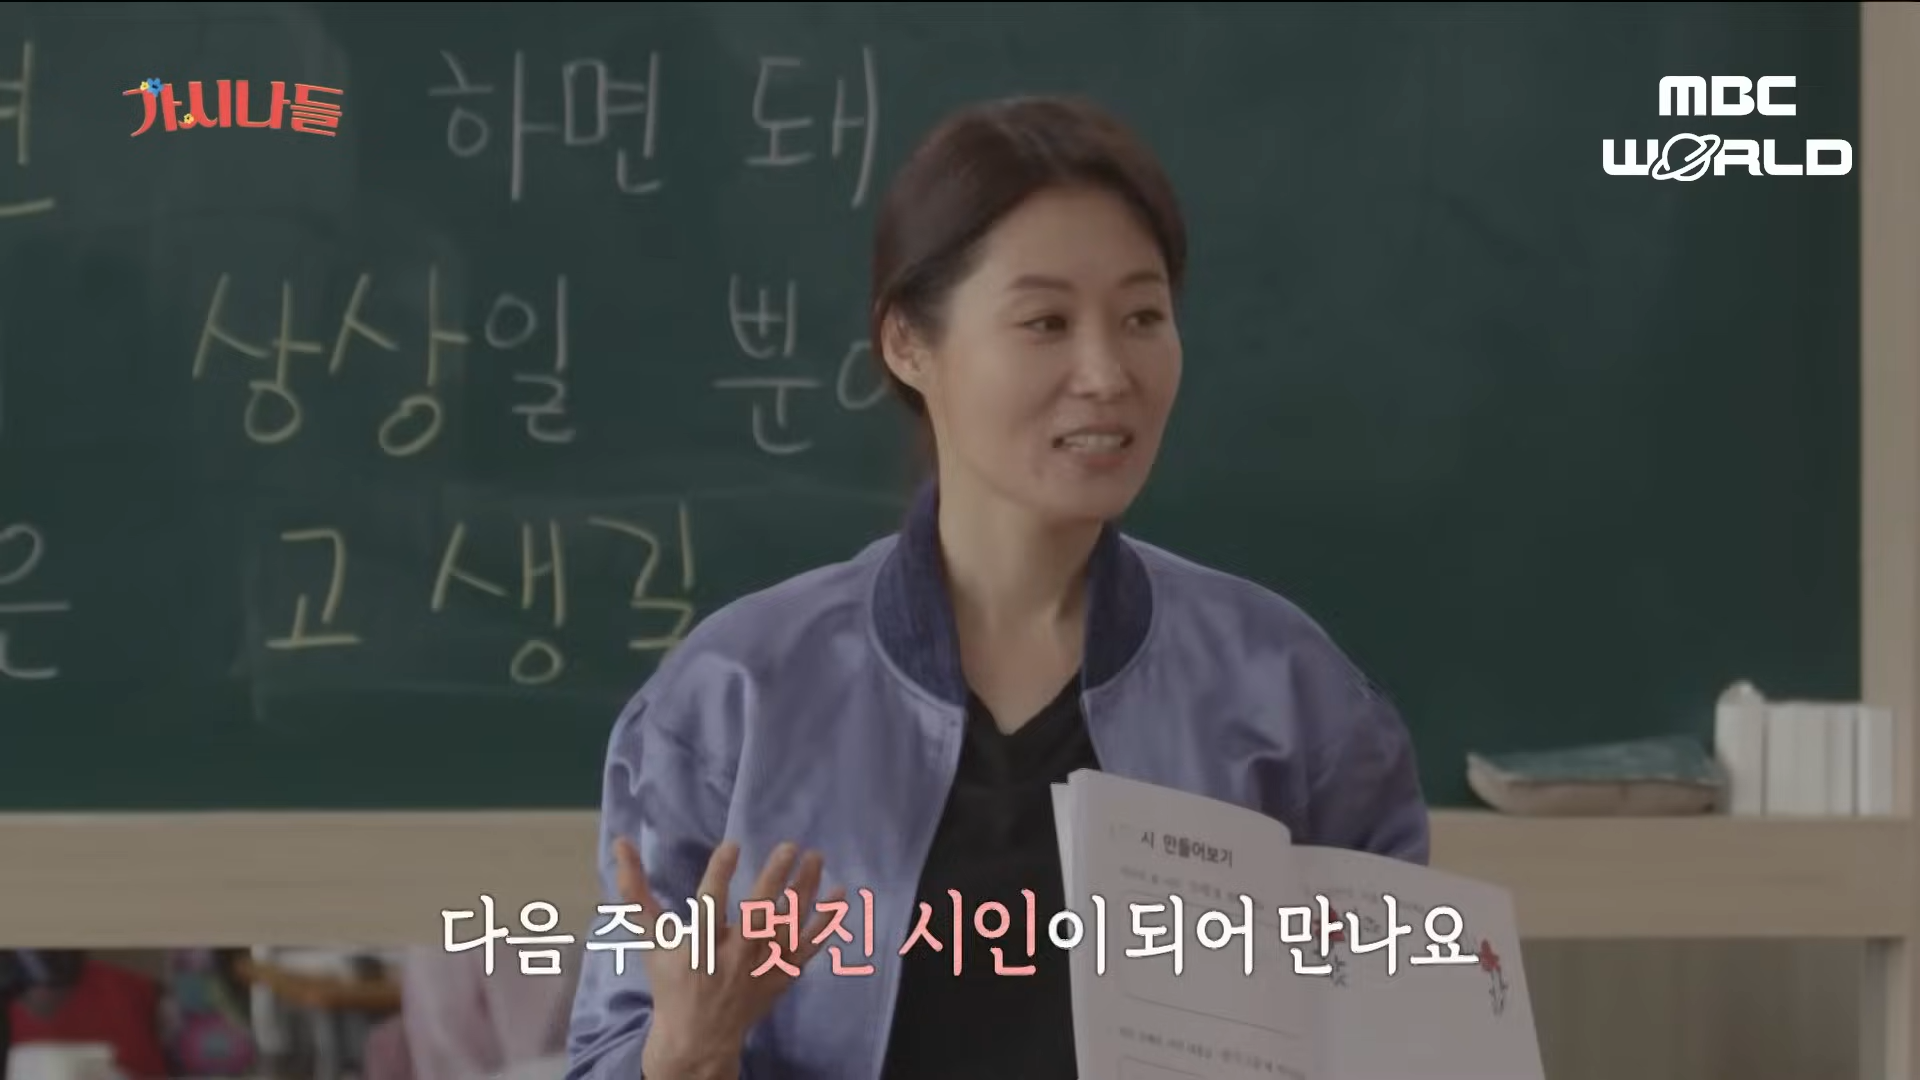 가시나들
MBC
WORLD
하면 돼
상상일 뿐
은 고생길
시 만들어보기
다음 주에 멋진 시인이 되어 만나요